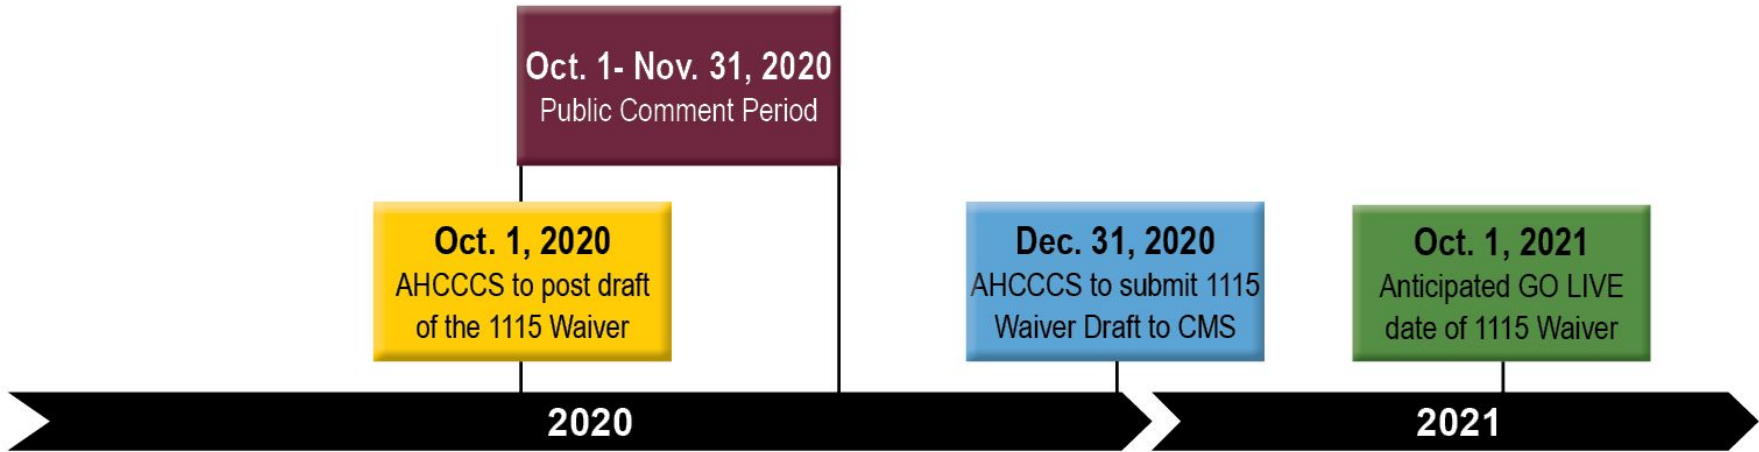 Oct. 1- Nov. 31, 2020
Public Comment Period
Oct. 1, 2020
AHCCCS to post draft
of the 1115 Waiver
Dec. 31, 2020
AHCCCS to submit 1115
Waiver Draft to CMS
Oct. 1, 2021
Anticipated GO LIVE
date of 1115 Waiver
2020
2021